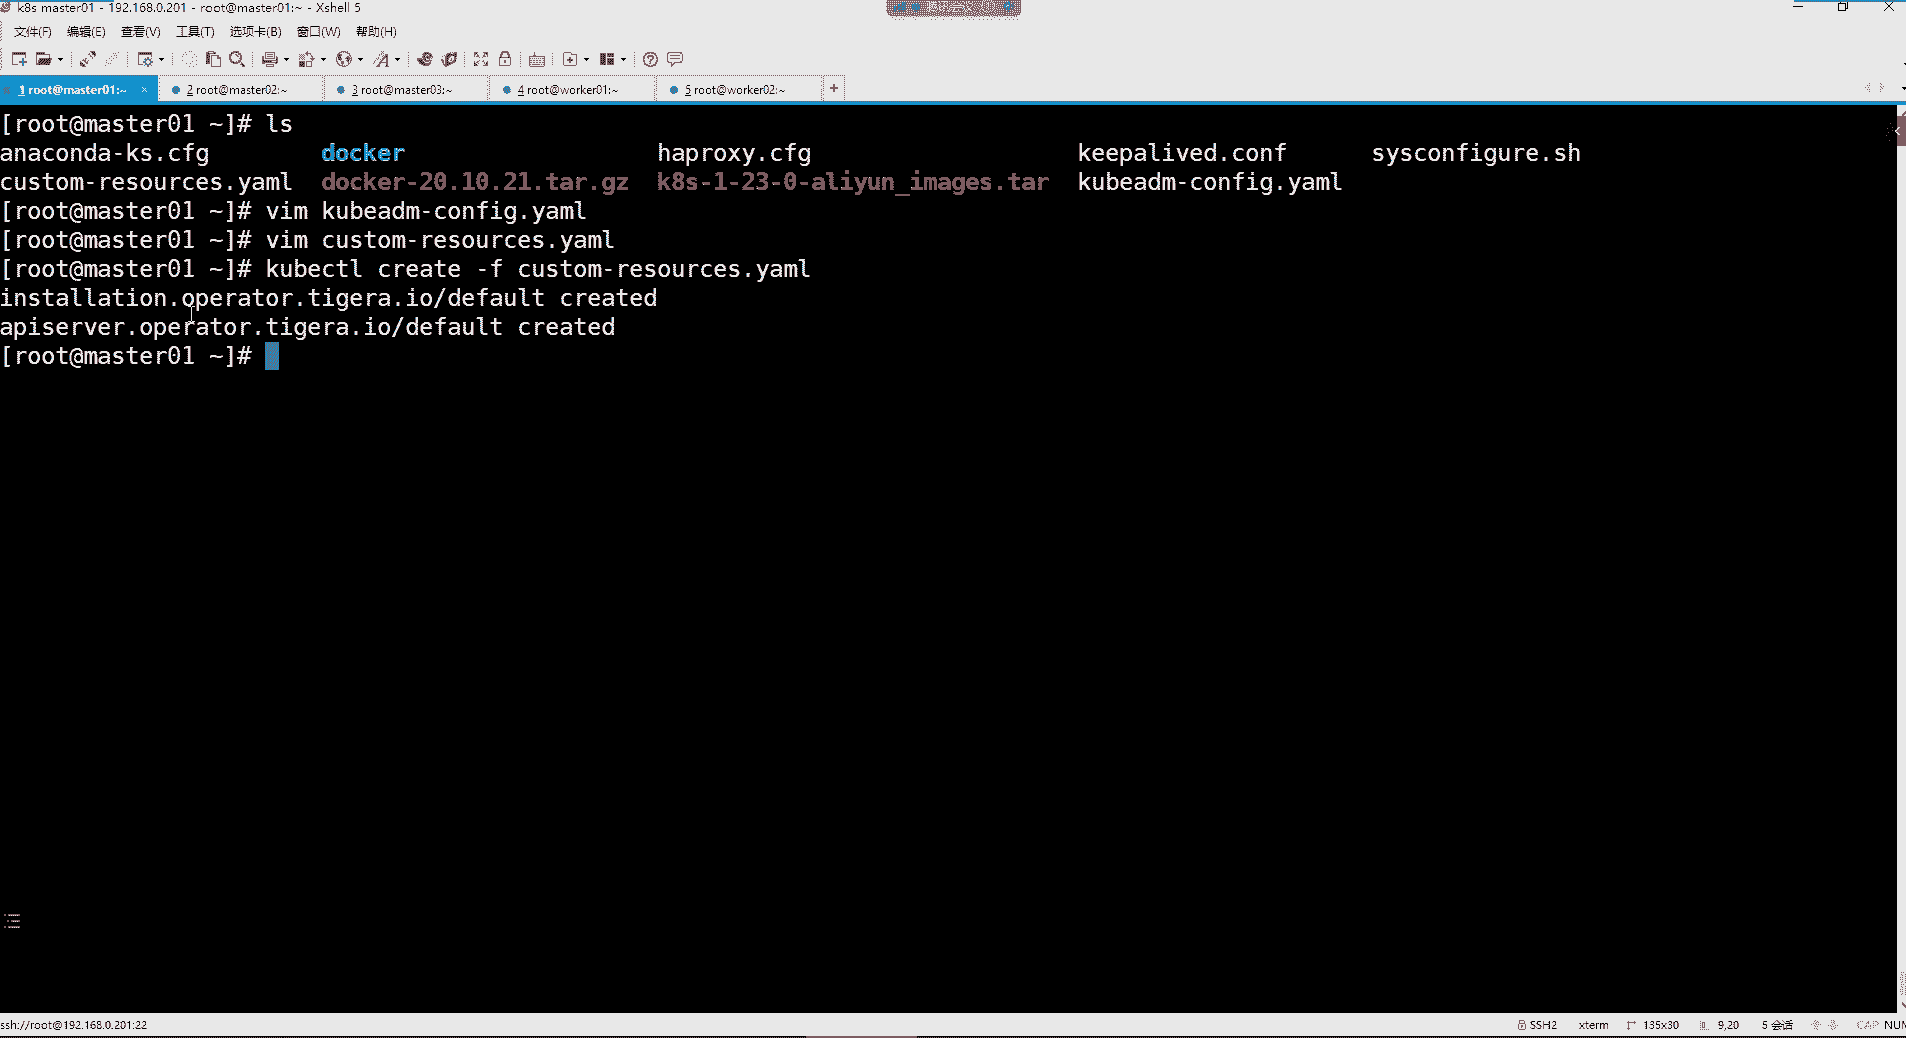 k8s master01 - 192.168.0.201 - root@master01:~ - Xshell 5
文件(F) 编辑(E) 查看(V) 工具(T) 选项卡(B) 窗口(W) 帮助(H)
1 root@master01:~ × 2 root@master02:~ 3 root@master03:~ 4 root@worker01:~ 5 root@worker02:~ +
[root@master01 ~]# ls
anaconda-ks.cfg docker haproxy.cfg keepalived.conf sysconfigure.sh
custom-resources.yaml docker-20.10.21.tar.gz k8s-1-23-0-aliyun_images.tar kubeadm-config.yaml
[root@master01 ~]# vim kubeadm-config.yaml
[root@master01 ~]# vim custom-resources.yaml
[root@master01 ~]# kubectl create -f custom-resources.yaml
installation.operator.tigera.io/default created
apiserver.operator.tigera.io/default created
[root@master01 ~]#
ssh://root@192.168.0.201:22 SSH2 xterm 135x30 9,20 5 会话 CAP NUM